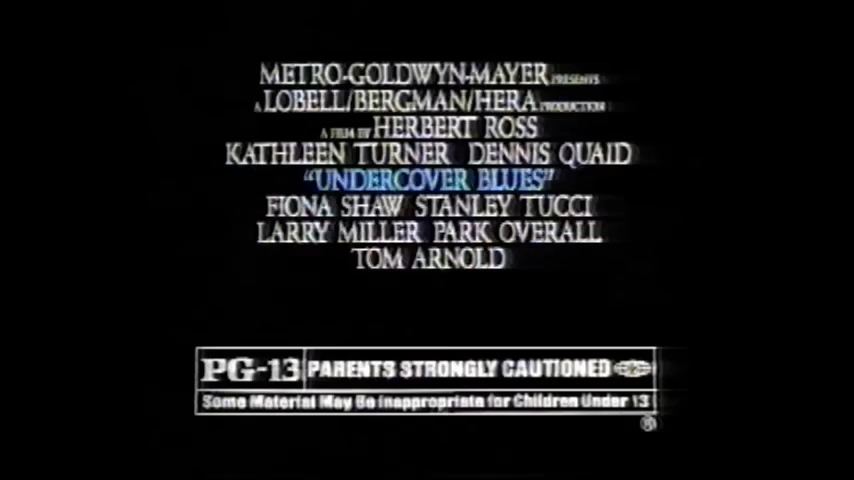 METRO-GOLDWYN-MAYER PRESENTS
A LOBELL/BERGMAN/HERA PRODUCTION
A FILM BY HERBERT ROSS
KATHLEEN TURNER DENNIS QUAID
"UNDERCOVER BLUES"
FIONA SHAW STANLEY TUCCI
LARRY MILLER PARK OVERALL
TOM ARNOLD
PG-13 PARENTS STRONGLY CAUTIONED
Some Material May Be Inappropriate for Children Under 13
®